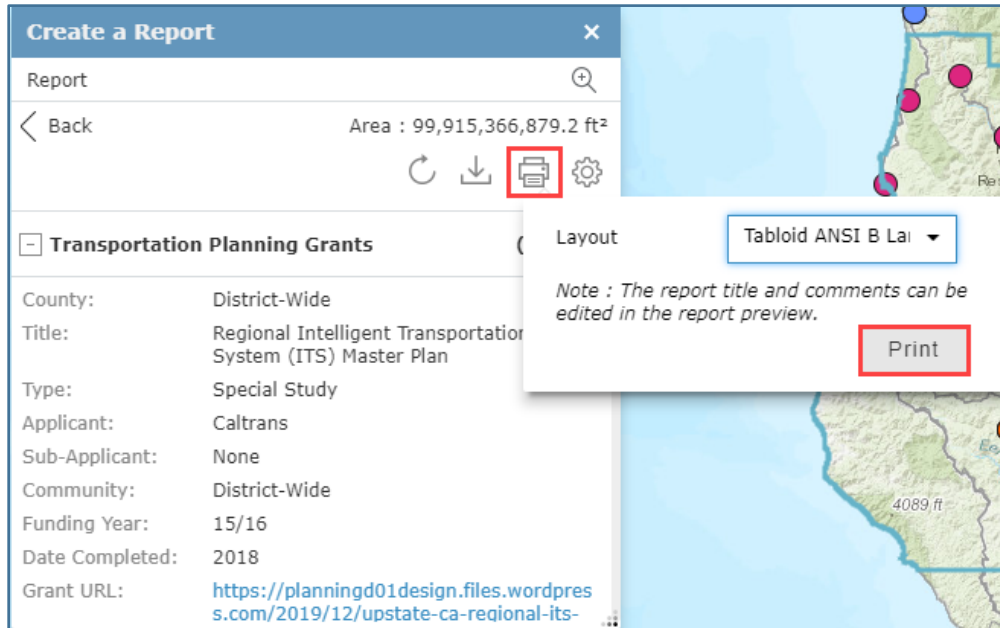 Create a Report ×
Report
Back
Area : 99,915,366,879.2 ft²
Transportation Planning Grants (
Layout
Tabloid ANSI B
Note : The report title and comments can be
edited in the report preview.
Print
County: District-Wide
Title: Regional Intelligent
System (ITS) Master Plan
Type: Special Study
Applicant: Caltrans
Sub-Applicant: None
Community: District-Wide
Funding Year: 15/16
Date Completed: 2018
Grant URL: https://planningd01design.files.wordpres
s.com/2019/12/upstate-ca-regional-its-
4089 ft